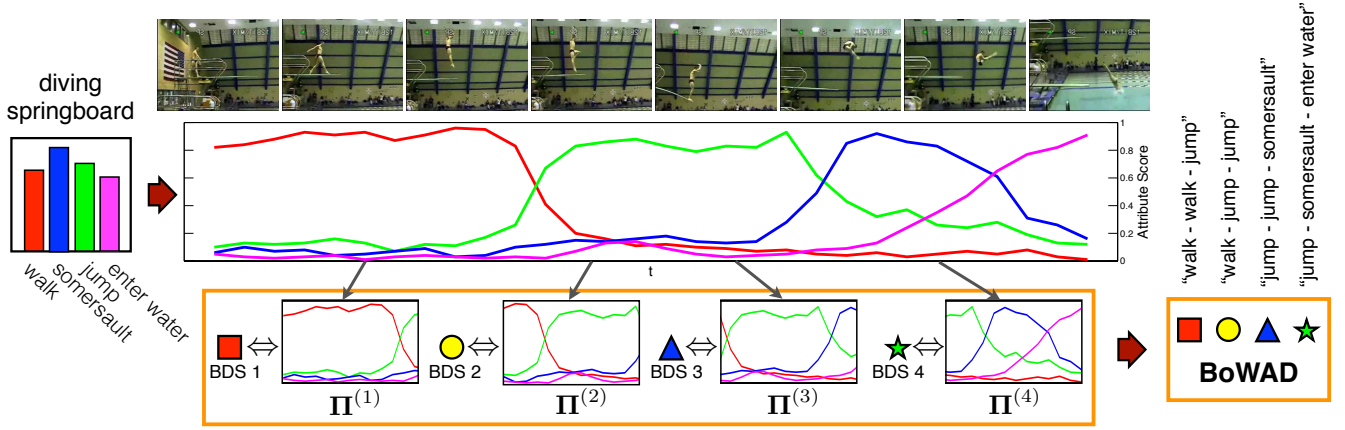 diving
springboard
walk
somersault
jump
enter water
1
0.8
0.6
0.4
0.2
0
Attribute Score
t
BDS 1
Π(1)
BDS 2
Π(2)
BDS 3
Π(3)
BDS 4
Π(4)
“walk - walk - jump”
“walk - jump - jump”
“jump - jump - somersault”
“jump - somersault - enter water”
BoWAD